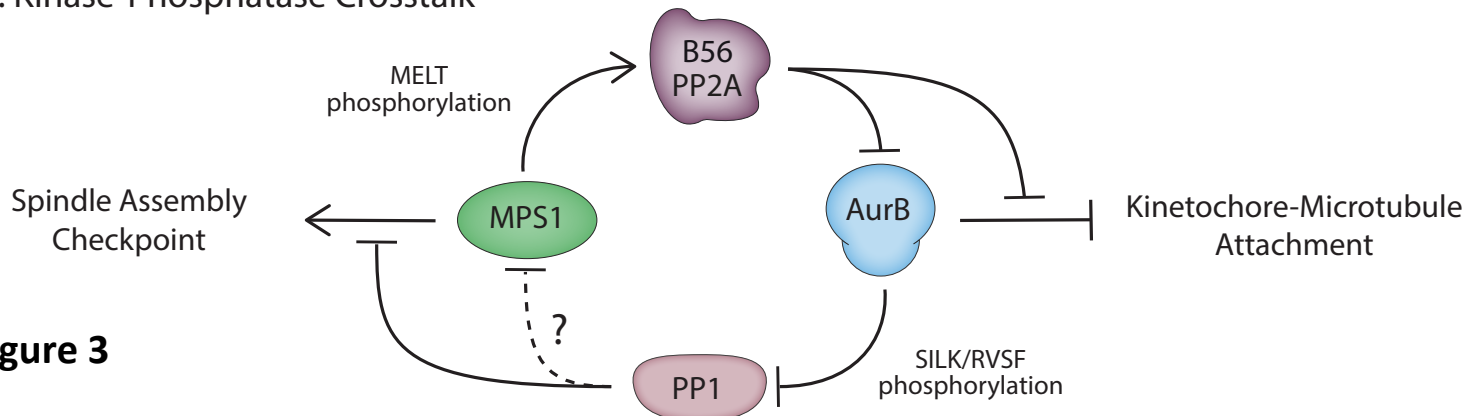 . Kinase-Phosphatase Crosstalk
MELT
phosphorylation
B56
PP2A
Spindle Assembly
Checkpoint
MPS1
AurB
Kinetochore-Microtubule
Attachment
?
gure 3
PP1
SILK/RVSF
phosphorylation